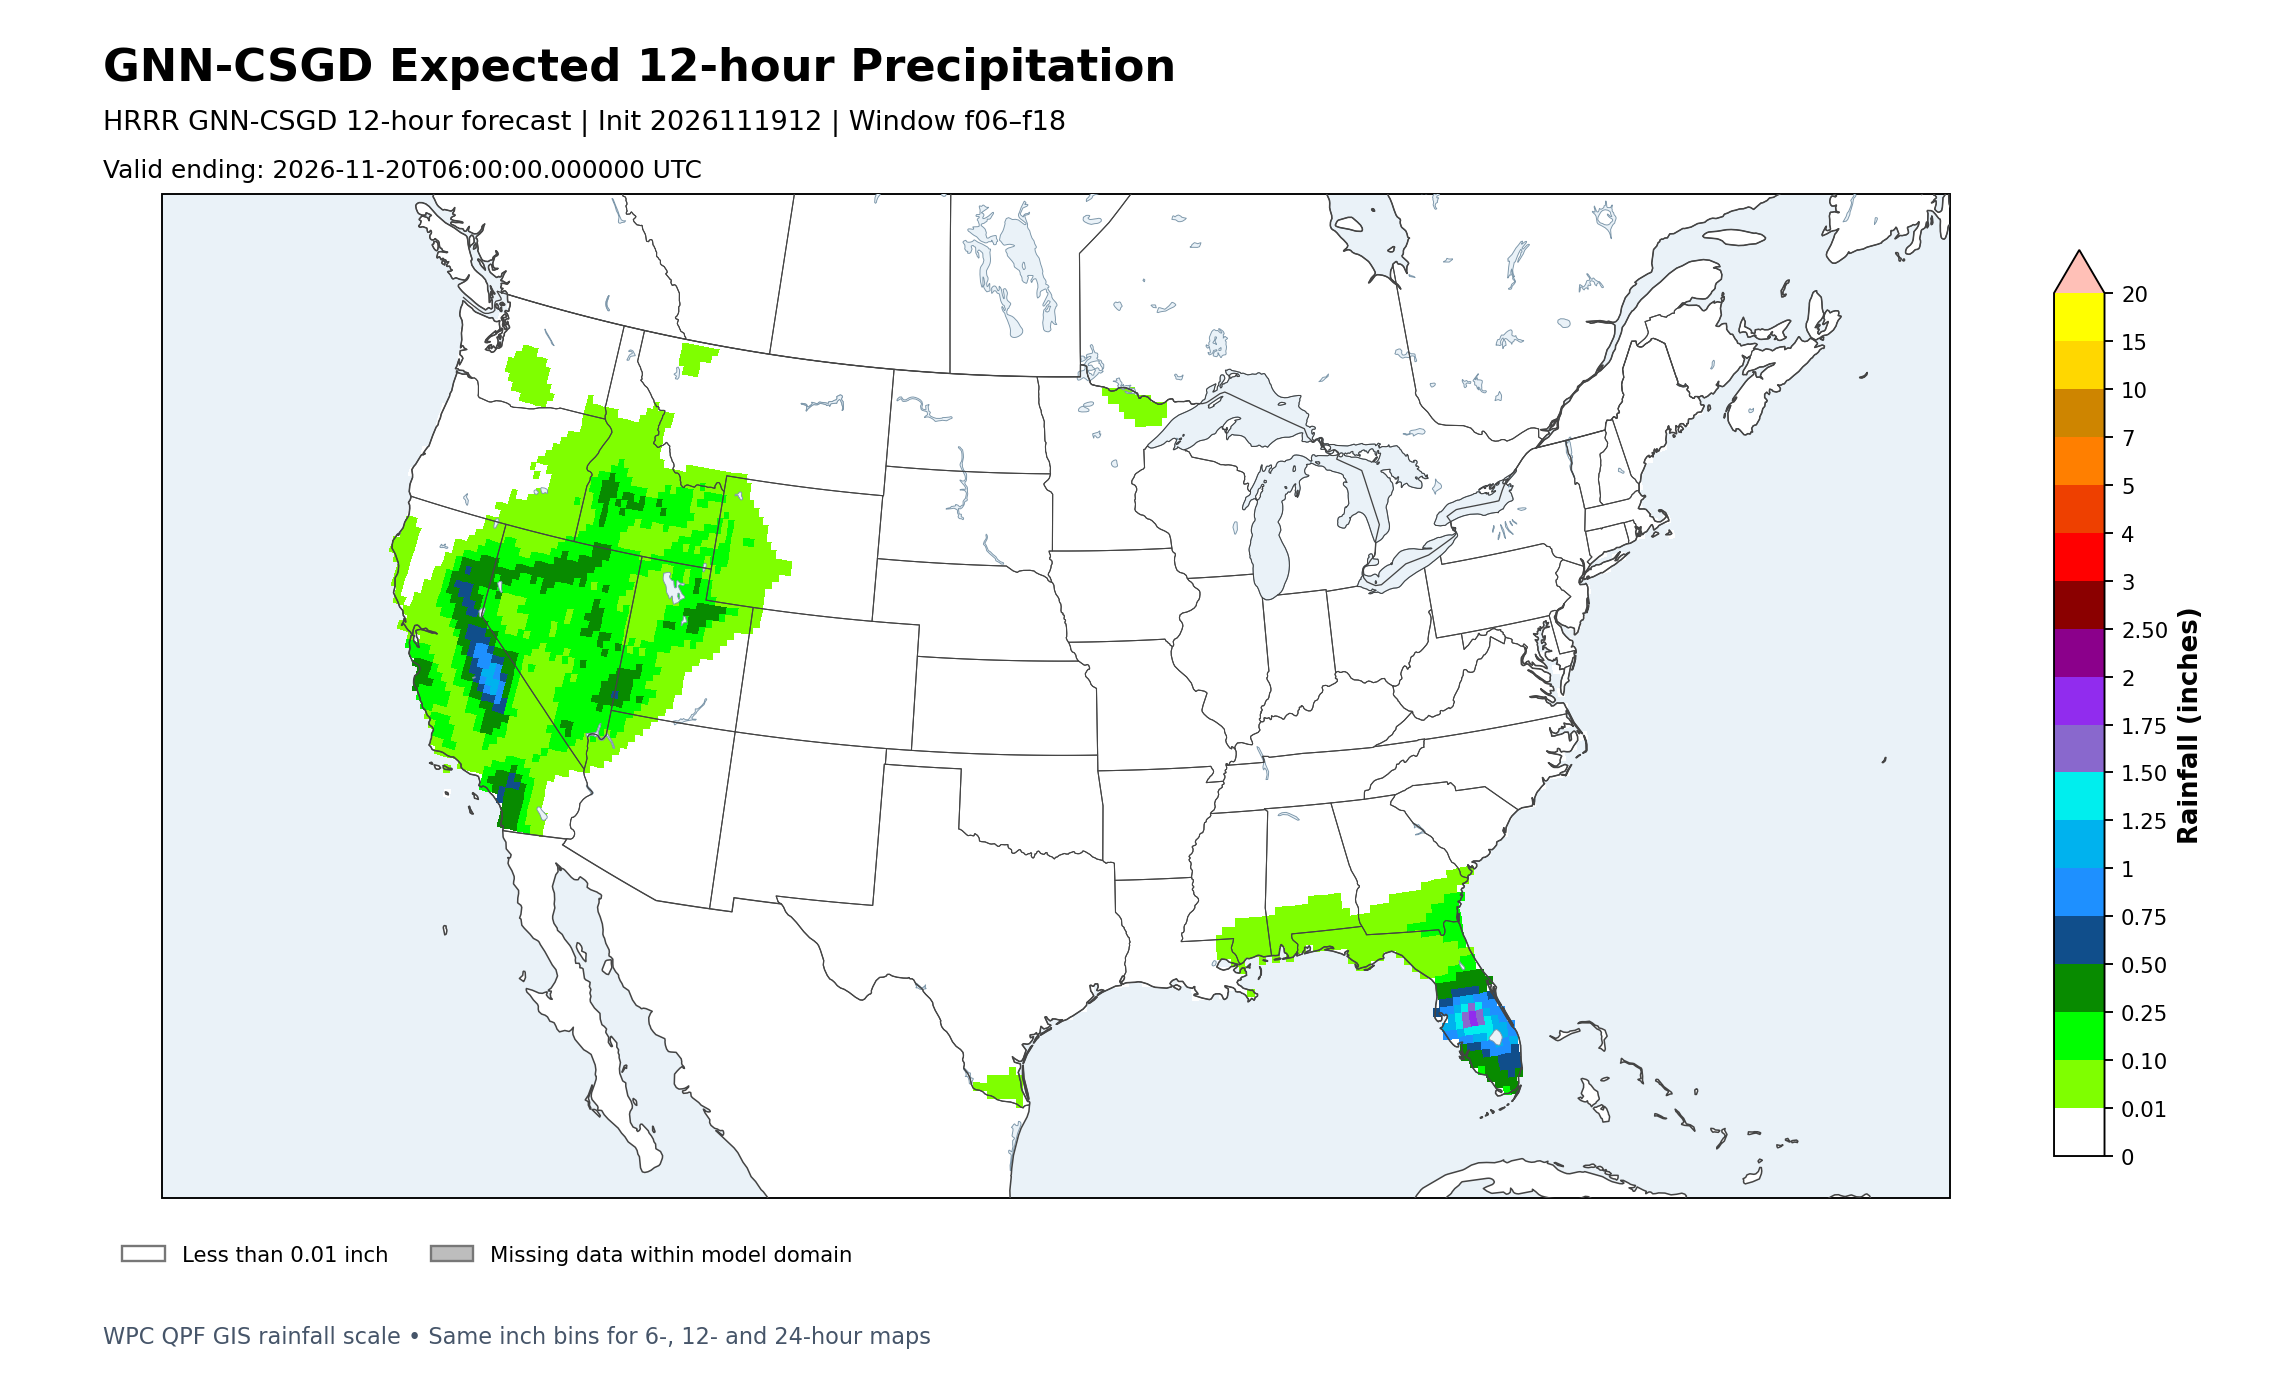 GNN-CSGD Expected 12-hour Precipitation
HRRR GNN-CSGD 12-hour forecast | Init 2026111912 | Window f06–f18
Valid ending: 2026-11-20T06:00:00.000000 UTC
20
15
10
7
5
4
3
2.50
2
1.75
1.50
1.25
1
0.75
0.50
0.25
0.10
0.01
0
Rainfall (inches)
Less than 0.01 inch
Missing data within model domain
WPC QPF GIS rainfall scale • Same inch bins for 6-, 12- and 24-hour maps